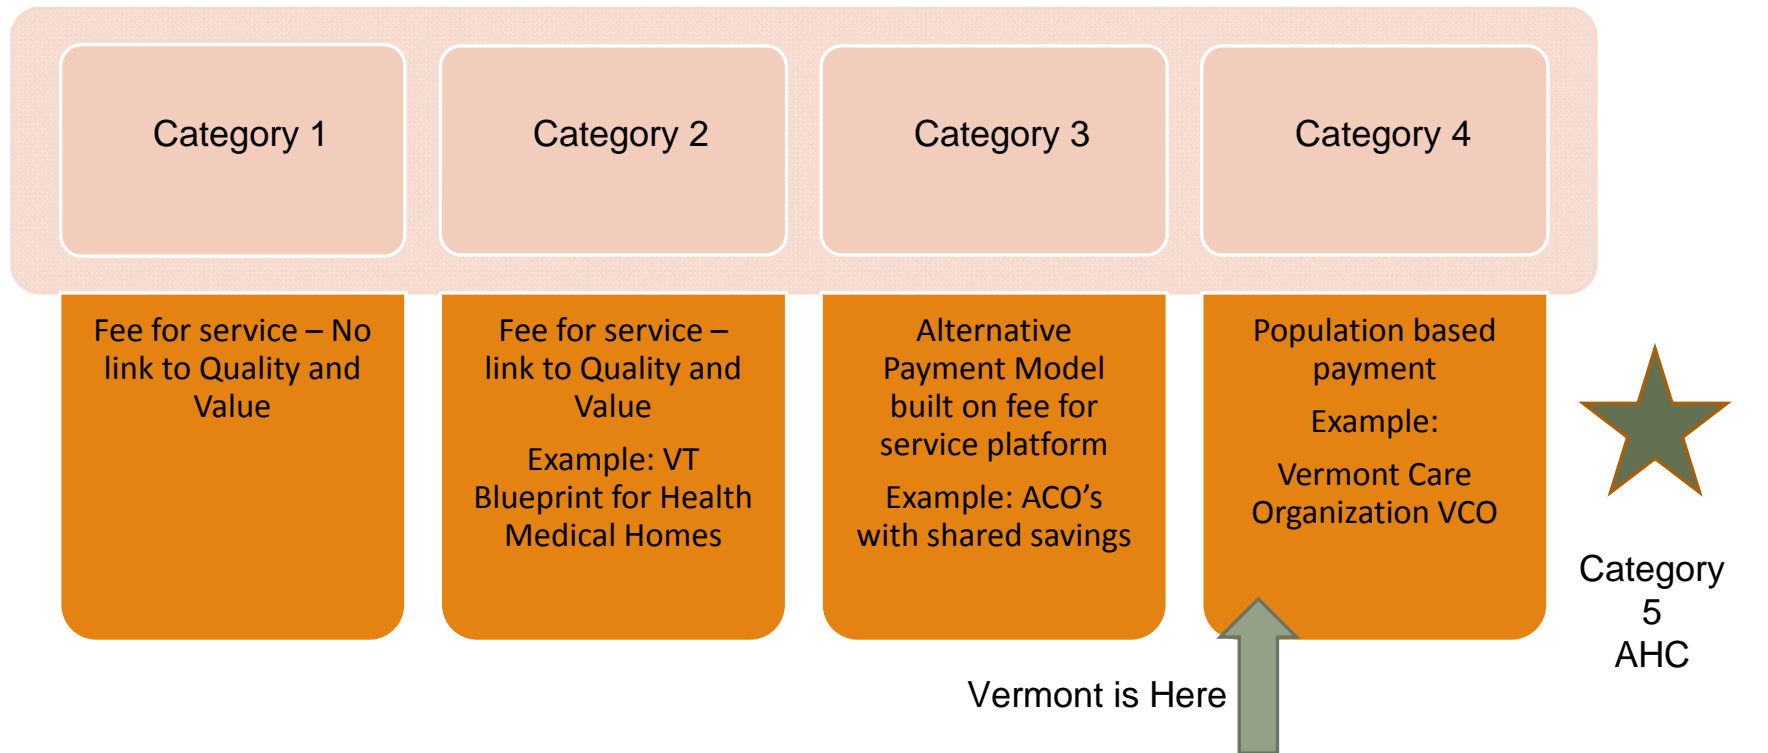 Category 1
Category 2
Category 3
Category 4
Fee for service – No
link to Quality and
Value
Fee for service –
link to Quality and
Value
Example: VT
Blueprint for Health
Medical Homes
Alternative
Payment Model
built on fee for
service platform
Example: ACO’s
with shared savings
Population based
payment
Example:
Vermont Care
Organization VCO
Category
5
AHC
Vermont is Here